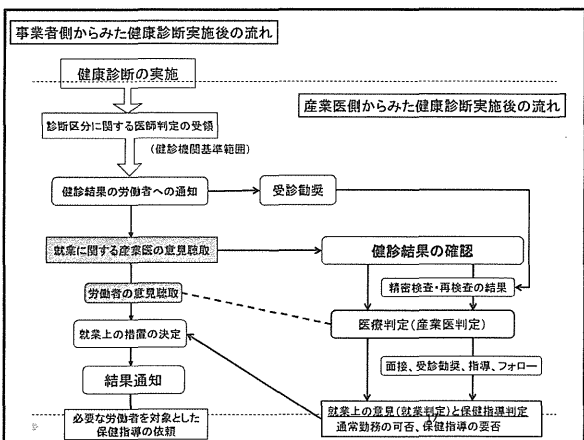 事業者側からみた健康診断実施後の流れ
健康診断の実施
産業医側からみた健康診断実施後の流れ
診断区分に関する医師判定の受領
(健診機関基準範囲)
健診結果の労働者への通知
受診勧奨
就業に関する産業医の意見聴取
健診結果の確認
労働者の意見聴取
精密検査・再検査の結果
医療判定(産業医判定)
就業上の措置の決定
面接、受診勧奨、指導、フォロー
結果通知
就業上の意見(就業判定)と保健指導判定
通常勤務の可否、保健指導の要否
必要な労働者を対象とした
保健指導の依頼